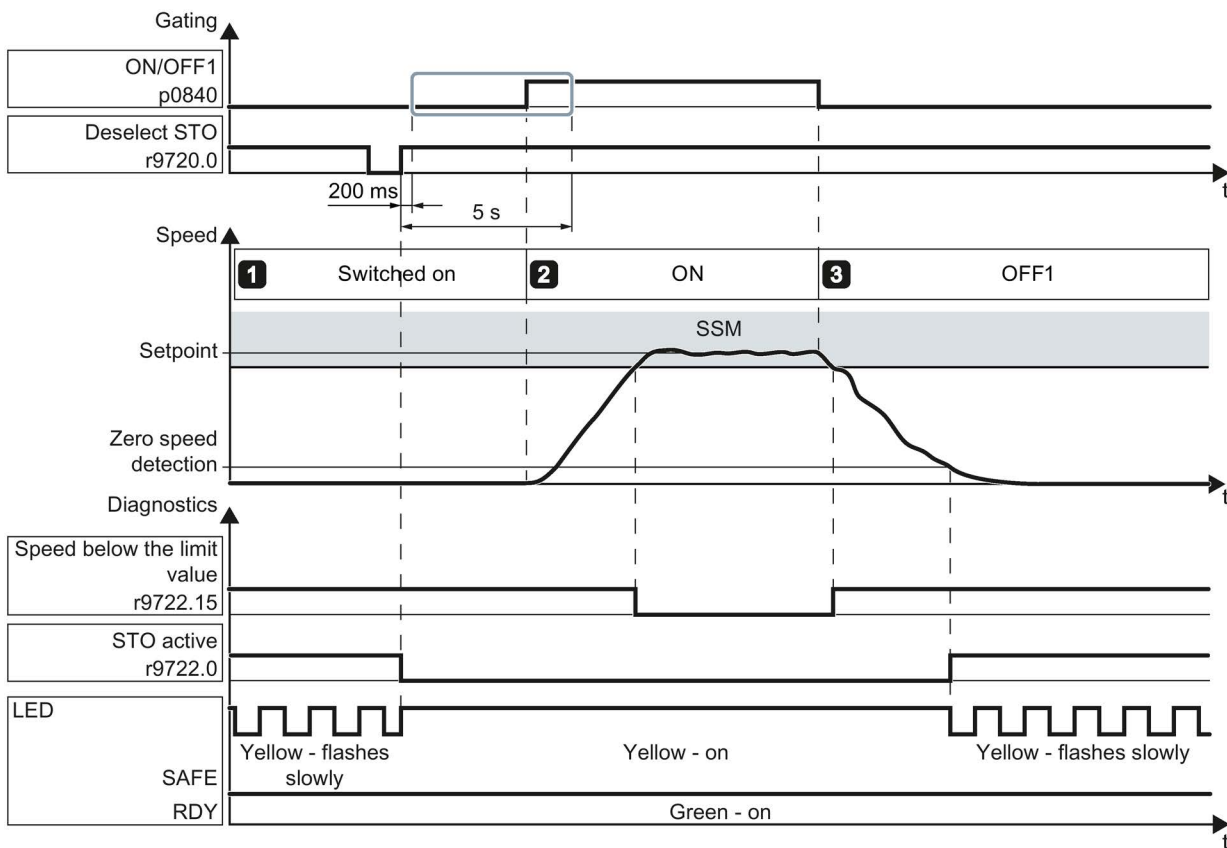 Gating
ON/OFF1
p0840
Deselect STO
r9720.0
t
200 ms
5 s
Speed
1 Switched on
2 ON
3 OFF1
SSM
Setpoint
Zero speed
detection
t
Diagnostics
Speed below the limit
value
r9722.15
STO active
r9722.0
LED
Yellow - flashes
slowly
Yellow - on
Yellow - flashes slowly
SAFE
RDY
Green - on
t